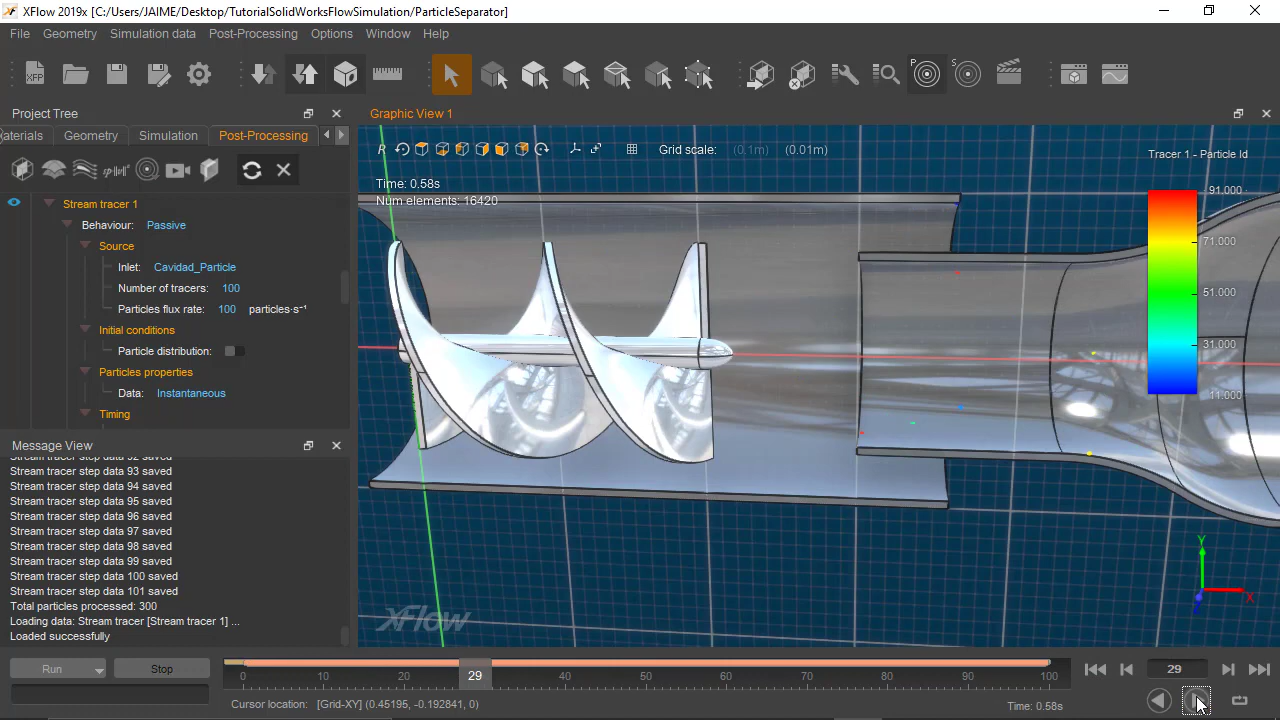 XFlow 2019x [C:/Users/JAIME/Desktop/TutorialSolidWorksFlowSimulation/ParticleSeparator]
File Geometry Simulation data Post-Processing Options Window Help
XFP
P
S
Project Tree
Graphic View 1
aterials Geometry Simulation Post-Processing
R
Grid scale: (0.1m) (0.01m)
Tracer 1 - Particle Id
Time: 0.58s
Num elements: 16420
91.000
71.000
51.000
31.000
11.000
Stream tracer 1
Behaviour: Passive
Source
Inlet: Cavidad_Particle
Number of tracers: 100
Particles flux rate: 100 particles·s⁻¹
Initial conditions
Particle distribution:
Particles properties
Data: Instantaneous
Timing
Message View
Stream tracer step data 92 saved
Stream tracer step data 93 saved
Stream tracer step data 94 saved
Stream tracer step data 95 saved
Stream tracer step data 96 saved
Stream tracer step data 97 saved
Stream tracer step data 98 saved
Stream tracer step data 99 saved
Stream tracer step data 100 saved
Stream tracer step data 101 saved
Total particles processed: 300
Loading data: Stream tracer [Stream tracer 1] ...
Loaded successfully
XFlow
Y
X
Run Stop
0 10 20 29 40 50 60 70 80 90 100
29
Cursor location: [Grid-XY] (0.45195, -0.192841, 0)
Time: 0.58s